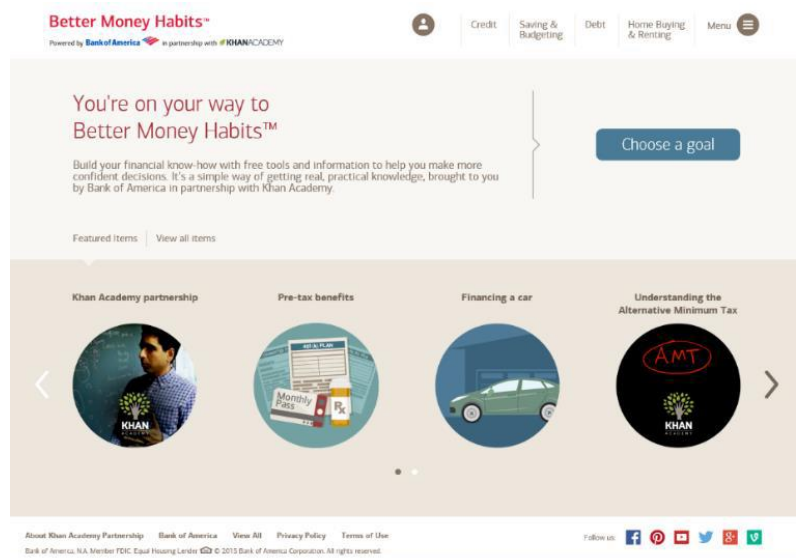 Better Money Habits™
Powered by Bank of America in partnership with KHANACADEMY
Credit
Saving &
Budgeting
Debt
Home Buying
& Renting
Menu
You're on your way to
Better Money Habits™
Build your financial know-how with free tools and information to help you make more
confident decisions. It's a simple way of getting real, practical knowledge, brought to you
by Bank of America in partnership with Khan Academy.
Choose a goal
Featured items
View all items
Khan Academy partnership
Pre-tax benefits
Financing a car
Understanding the
Alternative Minimum Tax
KHAN
ACADEMY
401(k) PLAN
Monthly
Pass
Rx
AMT
KHAN
ACADEMY
About Khan Academy Partnership
Bank of America
View All
Privacy Policy
Terms of Use
Bank of America, N.A. Member FDIC. Equal Housing Lender © 2015 Bank of America Corporation. All rights reserved.
Follow us